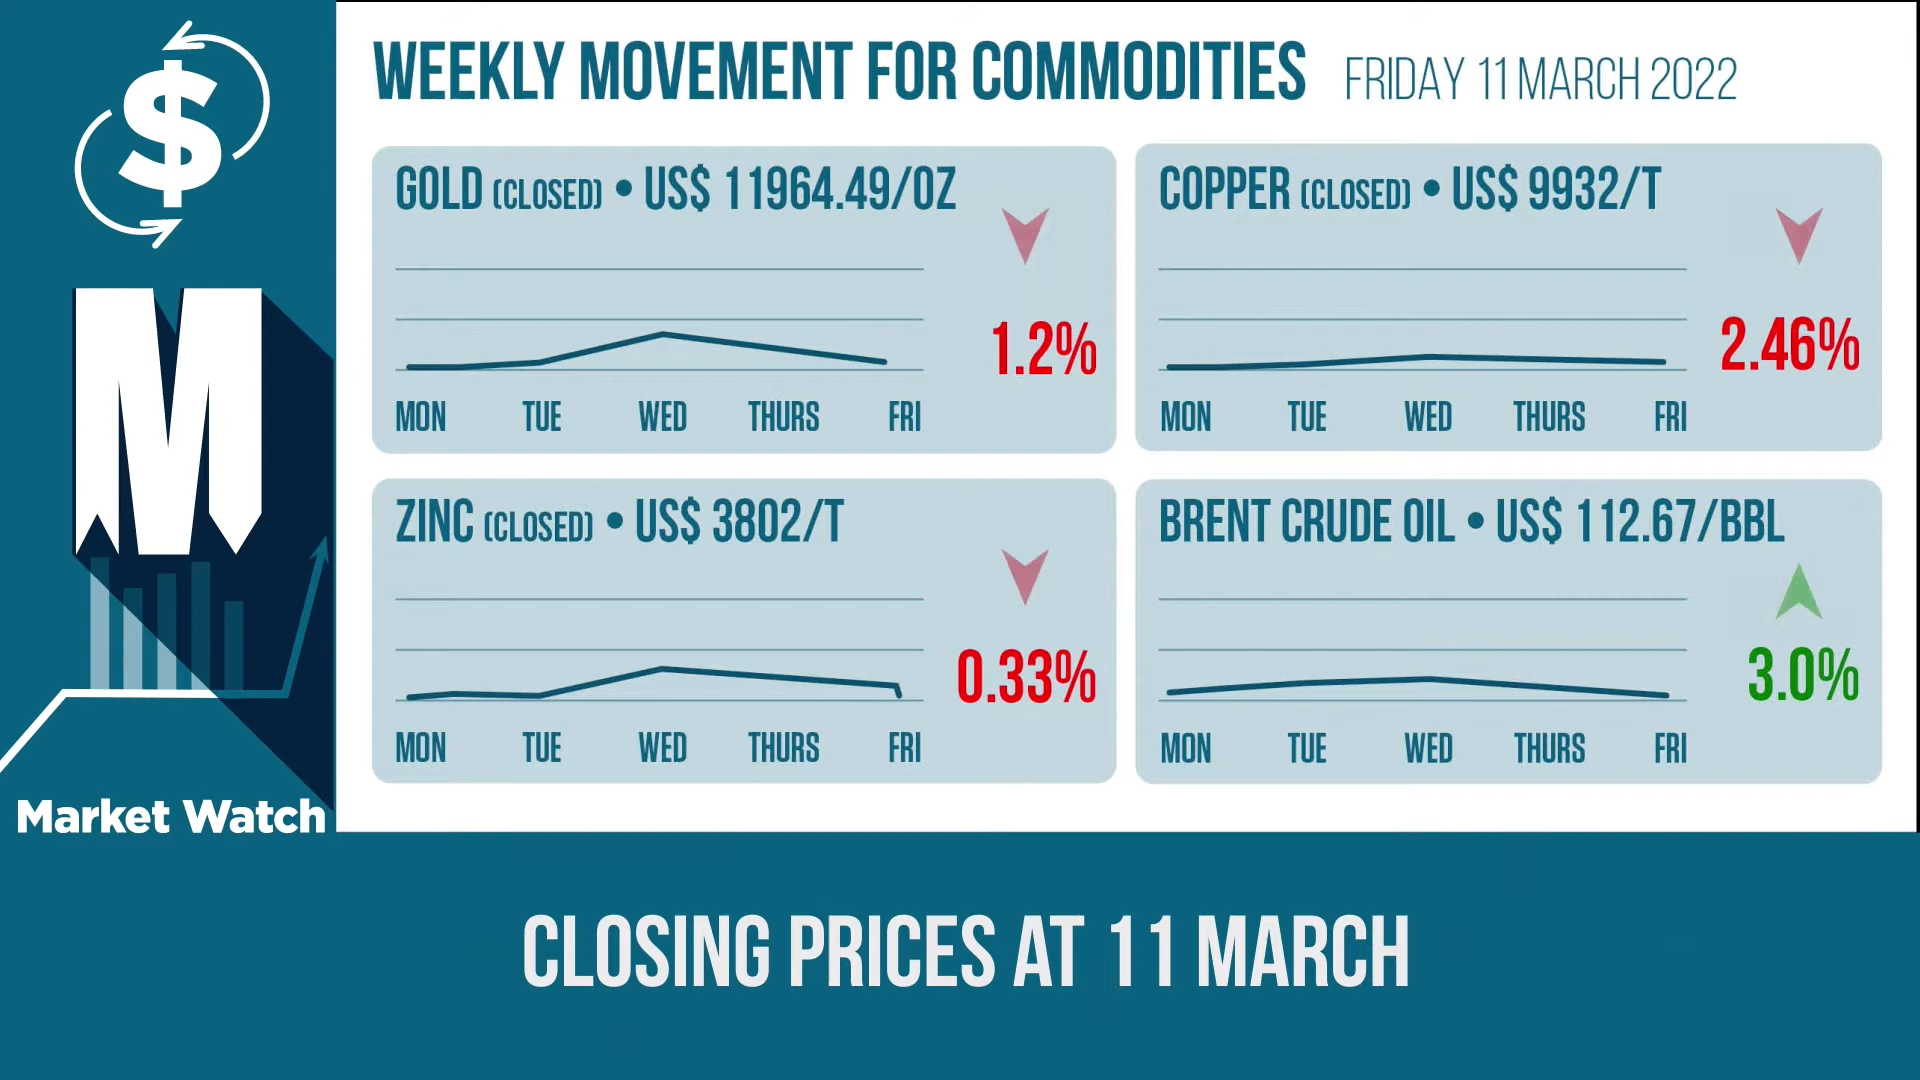 $
M
Market Watch
WEEKLY MOVEMENT FOR COMMODITIES FRIDAY 11 MARCH 2022
GOLD (CLOSED) • US$ 11964.49/OZ
1.2%
MON TUE WED THURS FRI
COPPER (CLOSED) • US$ 9932/T
2.46%
MON TUE WED THURS FRI
ZINC (CLOSED) • US$ 3802/T
0.33%
MON TUE WED THURS FRI
BRENT CRUDE OIL • US$ 112.67/BBL
3.0%
MON TUE WED THURS FRI
CLOSING PRICES AT 11 MARCH